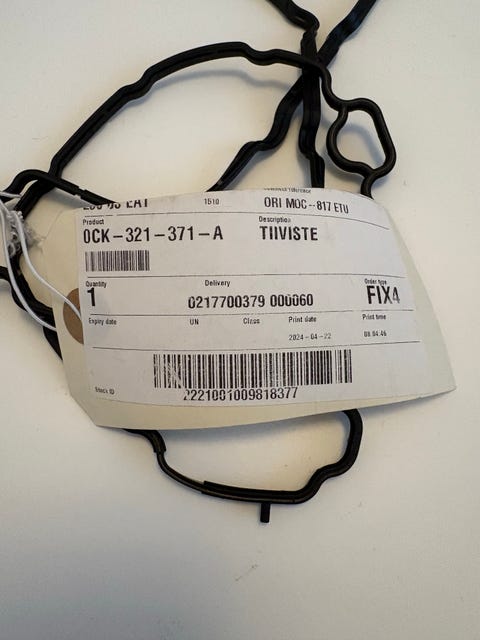 1510 ORI MOC--817 ETU
Product Description
0CK-321-371-A TIIVISTE
Quantity Delivery Order type
1 0217700379 000060 FIX4
Expiry date UN Class Print date Print time
2024-04-22 08.04.46
Stock ID
2221001009818377